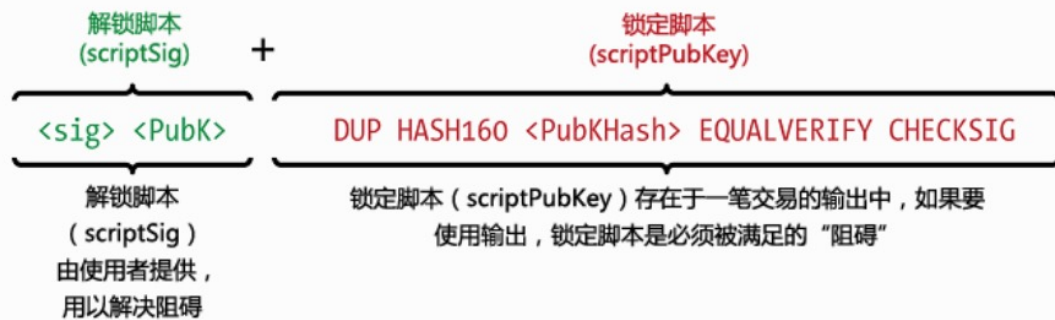 解锁脚本
(scriptSig)
+
锁定脚本
(scriptPubKey)
<sig> <PubK>
DUP HASH160 <PubKHash> EQUALVERIFY CHECKSIG
解锁脚本
（scriptSig）
由使用者提供，
用以解决阻碍
锁定脚本（scriptPubKey）存在于一笔交易的输出中，如果要
使用输出，锁定脚本是必须被满足的“阻碍”